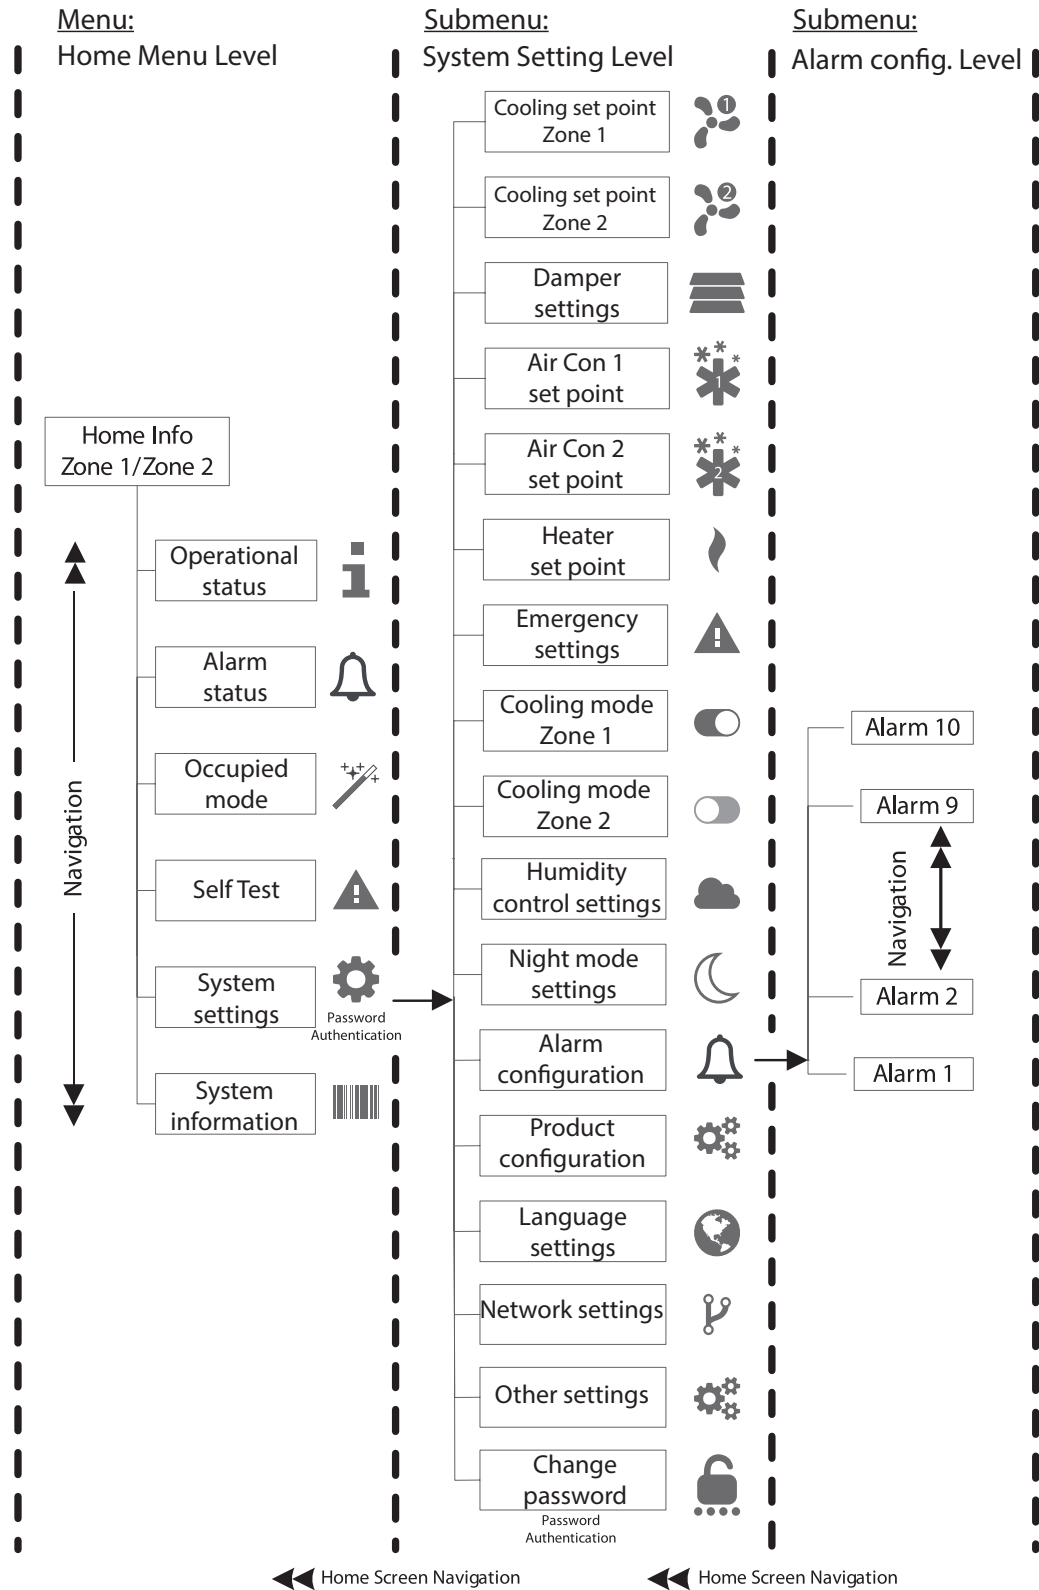 Menu:
Home Menu Level
Submenu:
System Setting Level
Submenu:
Alarm config. Level
Home Info
Zone 1/Zone 2
Operational
status
Alarm
status
Occupied
mode
Self Test
System
settings
Password
Authentication
System
information
Navigation
Cooling set point
Zone 1
1
Cooling set point
Zone 2
2
Damper
settings
Air Con 1
set point
1
Air Con 2
set point
2
Heater
set point
Emergency
settings
Cooling mode
Zone 1
Cooling mode
Zone 2
Humidity
control settings
Night mode
settings
Alarm
configuration
Product
configuration
Language
settings
Network settings
Other settings
Change
password
Password
Authentication
Alarm 10
Alarm 9
Navigation
Alarm 2
Alarm 1
Home Screen Navigation
Home Screen Navigation